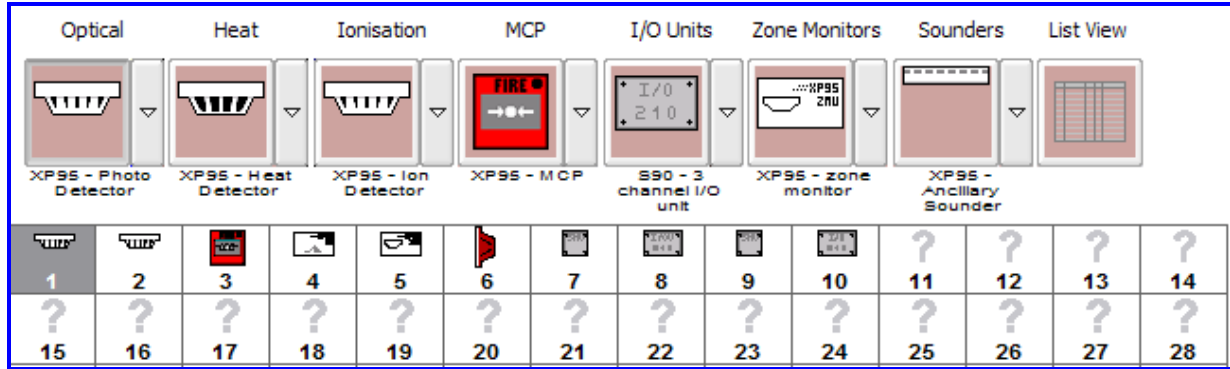 Optical Heat Ionisation MCP I/O Units Zone Monitors Sounders List View
FIRE I/O XP95
210 ZMU
XP95 - Photo Detector XP95 - Heat Detector XP95 - Ion Detector XP95 - MCP S90 - 3 channel I/O unit XP95 - zone monitor XP95 - Ancillary Sounder
1 2 3 4 5 6 7 8 9 10 11 12 13 14
? ? ? ? 
? ? ? ? ? ? ? ? ? ? ? ? ? ?
15 16 17 18 19 20 21 22 23 24 25 26 27 28